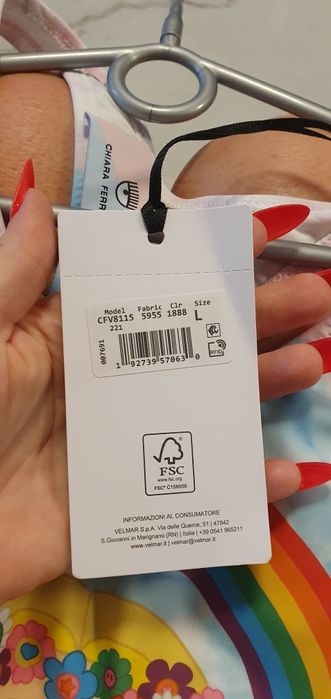 CHIARA FERR
Model Fabric Clr Size
CFV8115 5955 1888 L
221
007691
1 92739 57063 0
RFID
FSC
www.fsc.org
FSC® C150058
INFORMAZIONI AL CONSUMATORE
VELMAR S.p.A. Via delle Querce, 51 | 47842
S.Giovanni in Marignano (RN) | Italia | +39 0541 965211
www.velmar.it | velmar@velmar.it